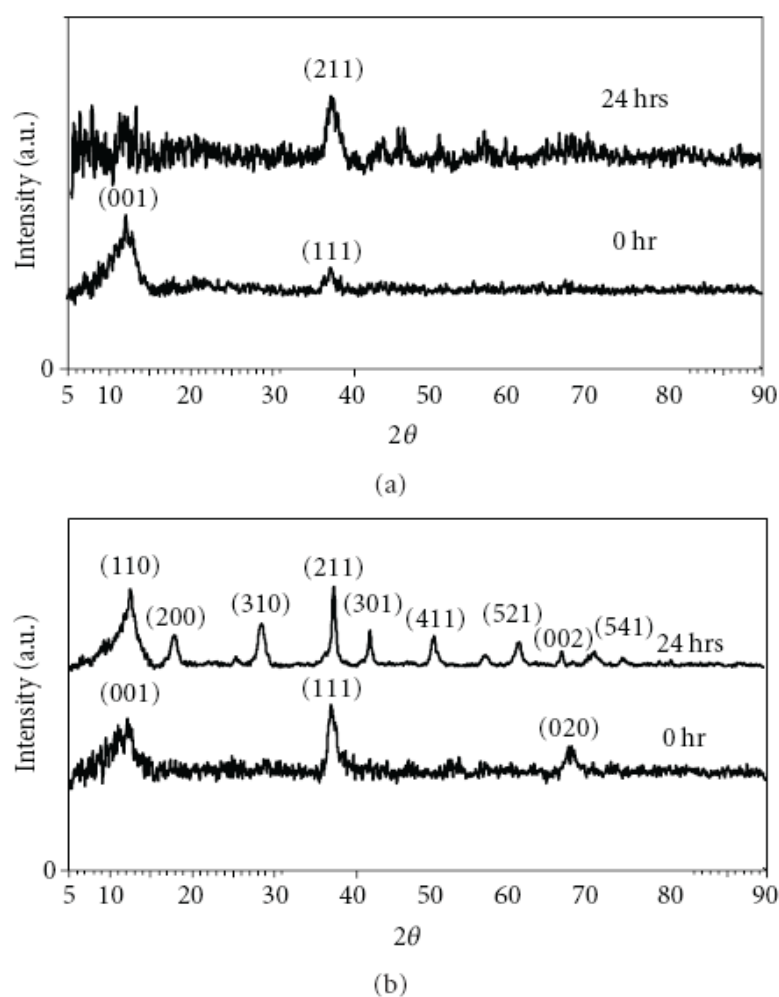 (211)
24 hrs
(001)
(111)
0 hr
Intensity (a.u.)
0
5 10 20 30 40 50 60 70 80 90
2θ
(a)
(110)
(211)
(200)
(310)
(301)
(411)
(521)
(002)
(541)
24 hrs
(001)
(111)
(020)
0 hr
Intensity (a.u.)
0
5 10 20 30 40 50 60 70 80 90
2θ
(b)